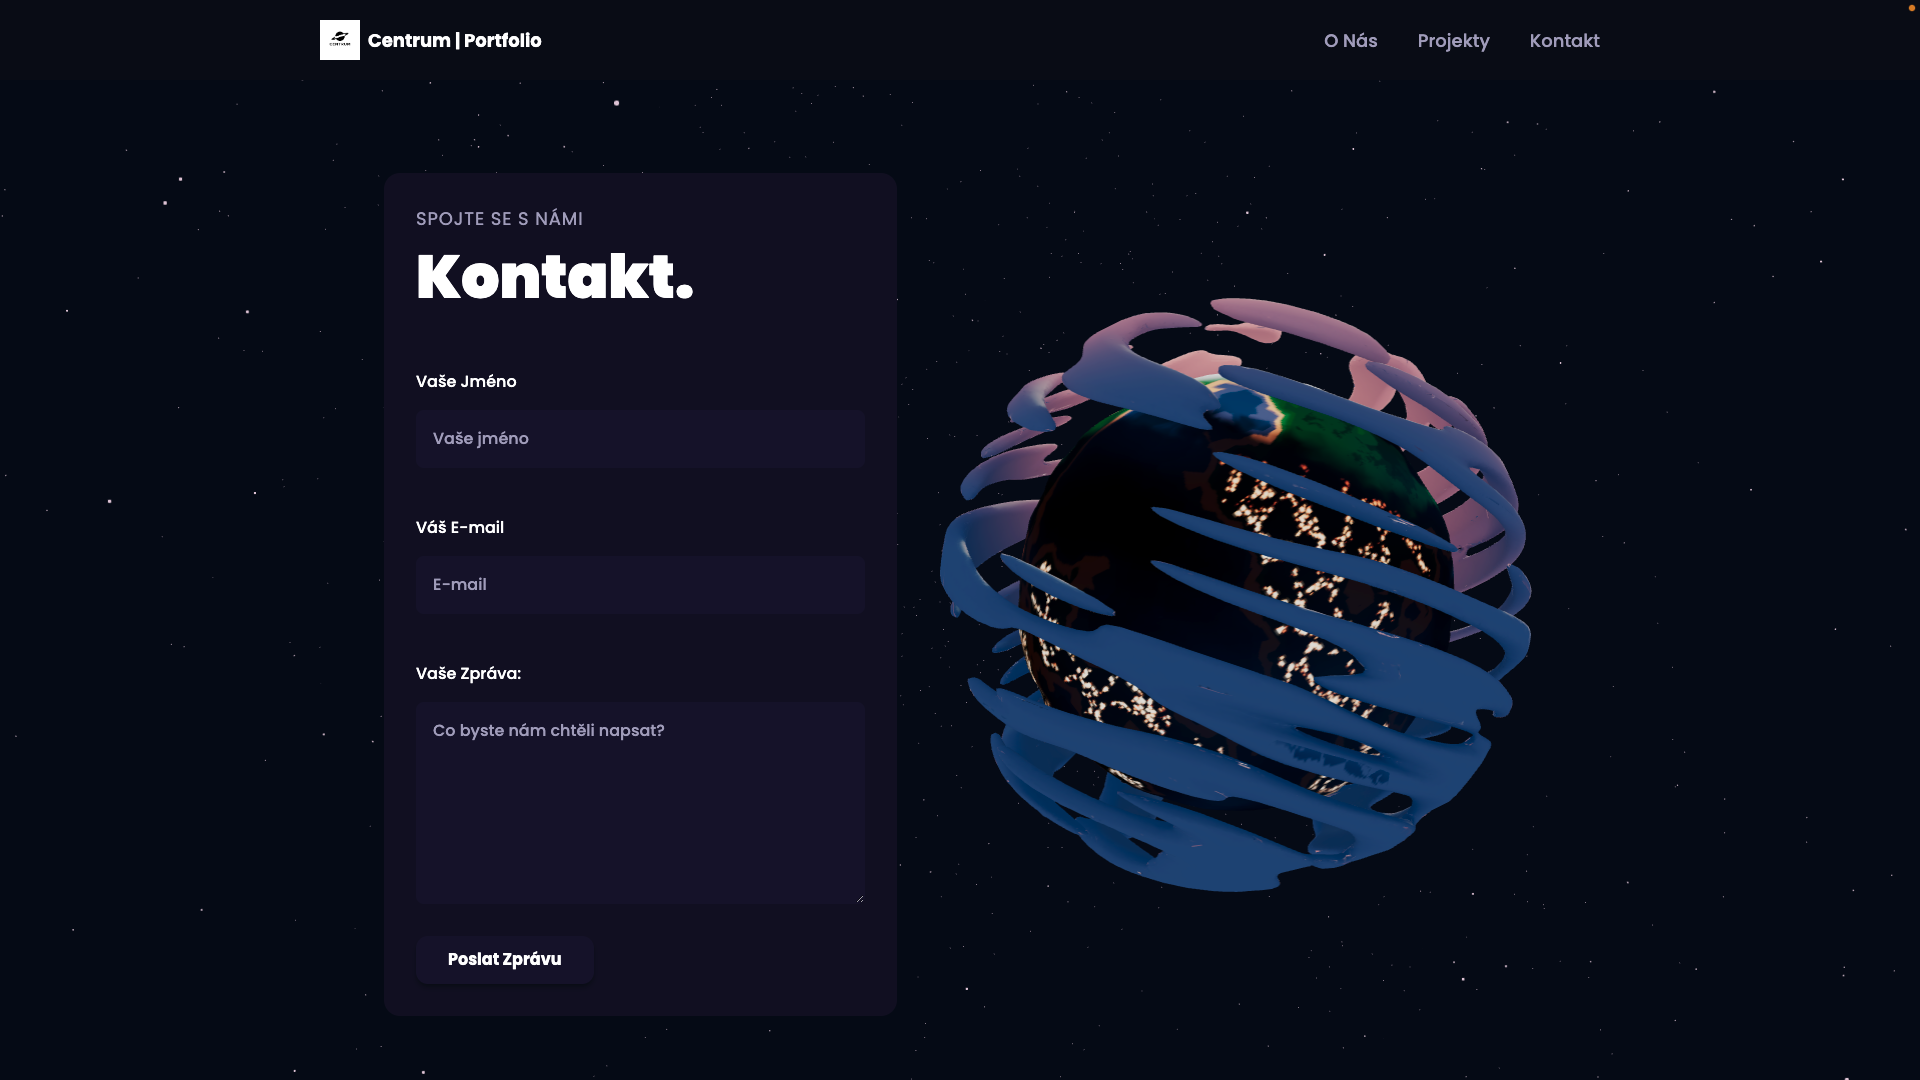 CENTRUM
Centrum | Portfolio
O Nás
Projekty
Kontakt
SPOJTE SE S NÁMI
Kontakt.
Vaše Jméno
Vaše jméno
Váš E-mail
E-mail
Vaše Zpráva:
Co byste nám chtěli napsat?
Poslat Zprávu